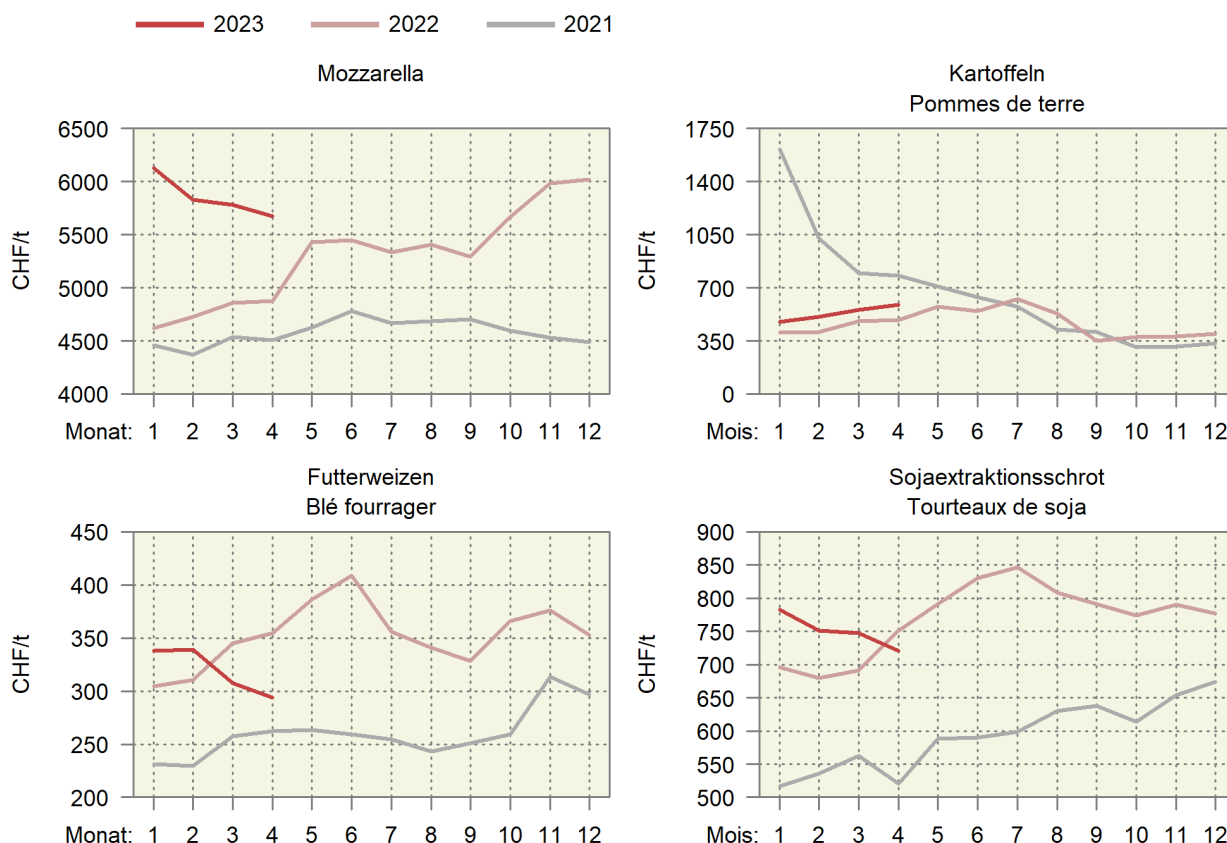 2023 2022 2021
Mozzarella
CHF/t
6500
6000
5500
5000
4500
4000
Monat: 1 2 3 4 5 6 7 8 9 10 11 12
Kartoffeln
Pommes de terre
CHF/t
1750
1400
1050
700
350
0
Mois: 1 2 3 4 5 6 7 8 9 10 11 12
Futterweizen
Blé fourrager
CHF/t
450
400
350
300
250
200
Monat: 1 2 3 4 5 6 7 8 9 10 11 12
Sojaextraktionsschrot
Tourteaux de soja
CHF/t
900
850
800
750
700
650
600
550
500
Mois: 1 2 3 4 5 6 7 8 9 10 11 12